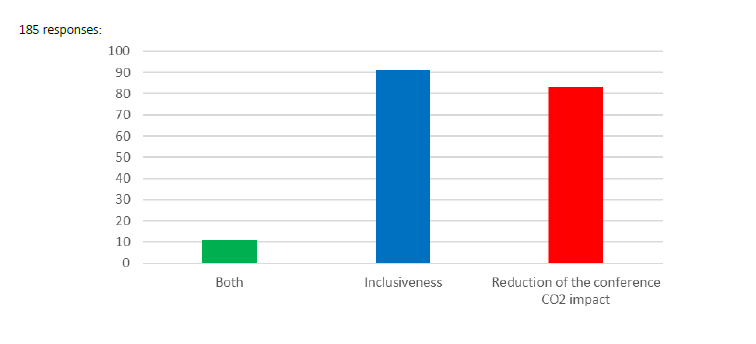 185 responses:
100
90
80
70
60
50
40
30
20
10
0
Both
Inclusiveness
Reduction of the conference
CO2 impact